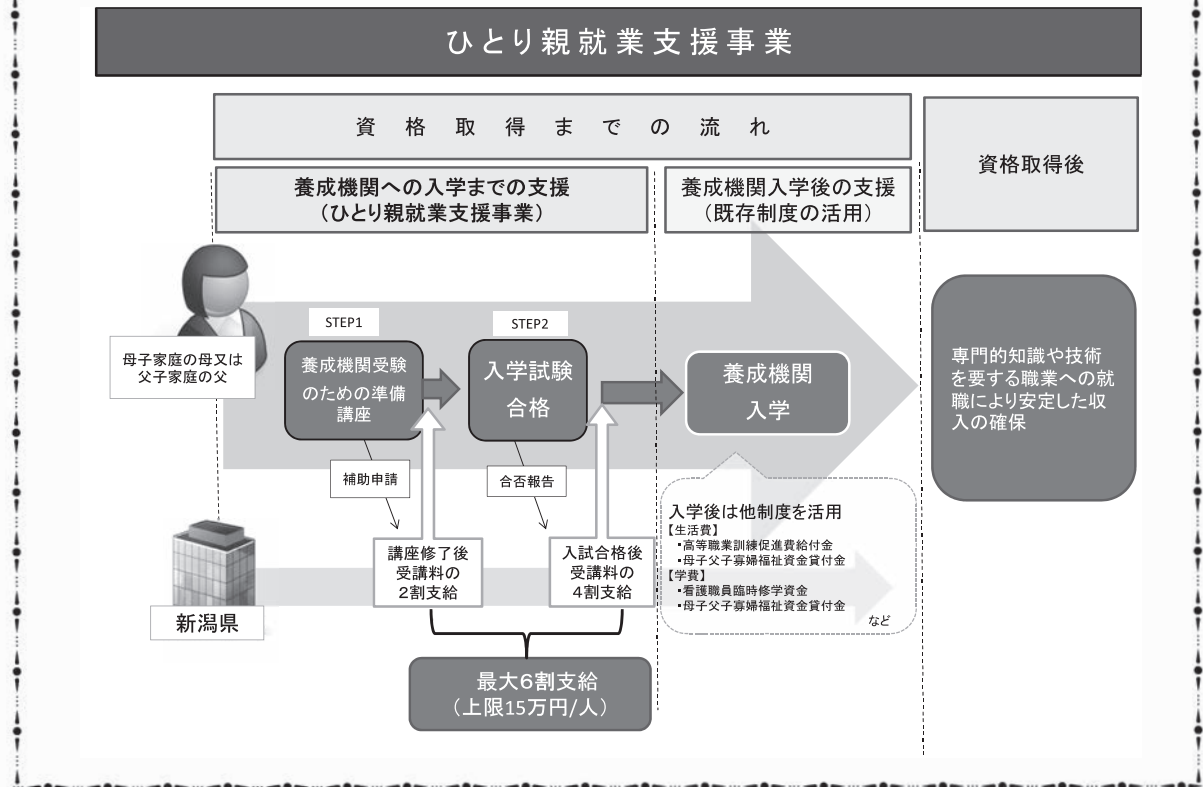 ひとり親就業支援事業
資格取得までの流れ
資格取得後
養成機関への入学までの支援
(ひとり親就業支援事業)
養成機関入学後の支援
(既存制度の活用)
母子家庭の母又は
父子家庭の父
STEP1
養成機関受験
のための準備
講座
STEP2
入学試験
合格
養成機関
入学
専門的知識や技術
を要する職業への就
職により安定した収
入の確保
補助申請
合否報告
講座修了後
受講料の
2割支給
入試合格後
受講料の
4割支給
入学後は他制度を活用
【生活費】
・高等職業訓練促進費給付金
・母子父子寡婦福祉資金貸付金
【学費】
・看護職員臨時修学資金
・母子父子寡婦福祉資金貸付金
など
新潟県
最大6割支給
(上限15万円/人)